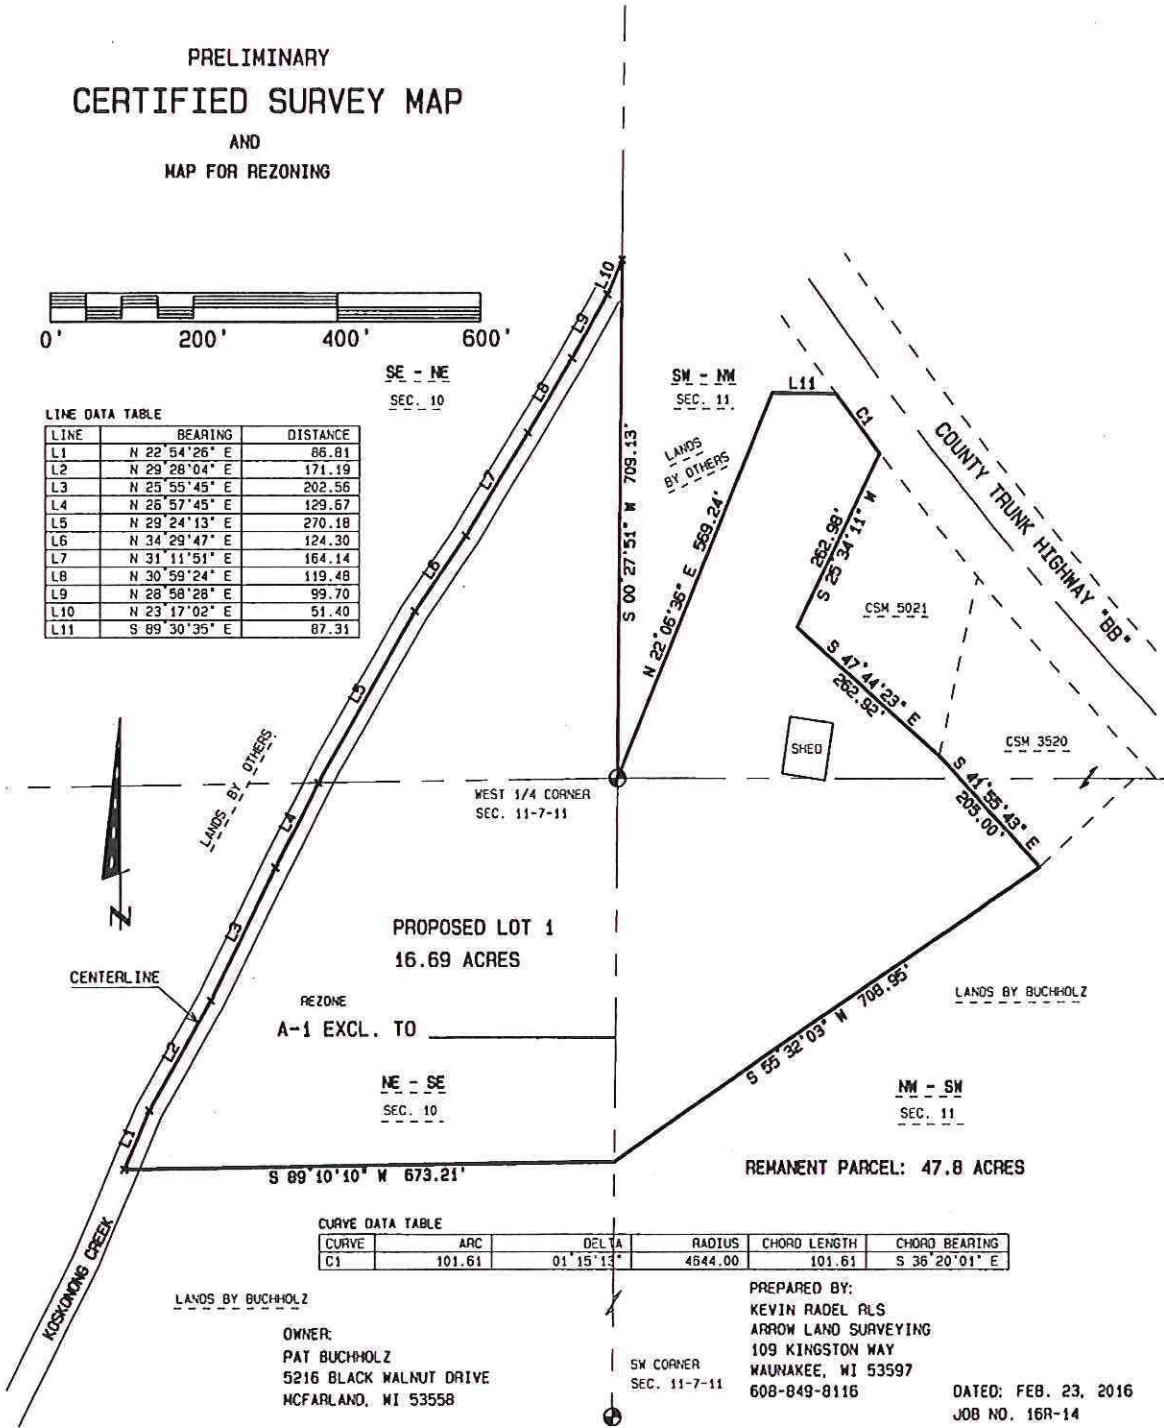 PRELIMINARY
CERTIFIED SURVEY MAP
AND
MAP FOR REZONING
0' 200' 400' 600'
SE - NE
SEC. 10
SW - NW
SEC. 11
LINE DATA TABLE
LINE BEARING DISTANCE
L1 N 22°54'26" E 86.81
L2 N 29°28'04" E 171.19
L3 N 25°55'45" E 202.56
L4 N 26°57'45" E 129.67
L5 N 29°24'13" E 270.18
L6 N 34°29'47" E 124.30
L7 N 31°11'51" E 164.14
L8 N 30°59'24" E 119.48
L9 N 28°58'28" E 99.70
L10 N 23°17'02" E 51.40
L11 S 89°30'35" E 87.31
L10
L9
L8
L7
L6
L5
L4
L3
L2
L1
L11
C1
LANDS
BY OTHERS
S 00°27'51" W 709.13'
N 22°06'36" E 569.24'
262.98'
S 25°34'11" W
COUNTY TRUNK HIGHWAY "BB"
CSM 5021
S 47°44'23" E
262.92'
SHED
CSM 3520
S 41°55'43" E
205.00'
LANDS BY OTHERS
WEST 1/4 CORNER
SEC. 11-7-11
N
CENTERLINE
PROPOSED LOT 1
16.69 ACRES
REZONE
A-1 EXCL. TO
LANDS BY BUCHHOLZ
S 55°32'03" W 708.95'
NE - SE
SEC. 10
NW - SW
SEC. 11
S 89°10'10" W 673.21'
REMANENT PARCEL: 47.8 ACRES
KOSKONONG CREEK
CURVE DATA TABLE
CURVE ARC DELTA RADIUS CHORD LENGTH CHORD BEARING
C1 101.61 01°15'13" 4644.00 101.61 S 36°20'01" E
LANDS BY BUCHHOLZ
OWNER:
PAT BUCHHOLZ
5216 BLACK WALNUT DRIVE
MCFARLAND, WI 53558
SW CORNER
SEC. 11-7-11
PREPARED BY:
KEVIN RADEL RLS
ARROW LAND SURVEYING
109 KINGSTON WAY
WAUNAKEE, WI 53597
608-849-8116
DATED: FEB. 23, 2016
JOB NO. 16R-14